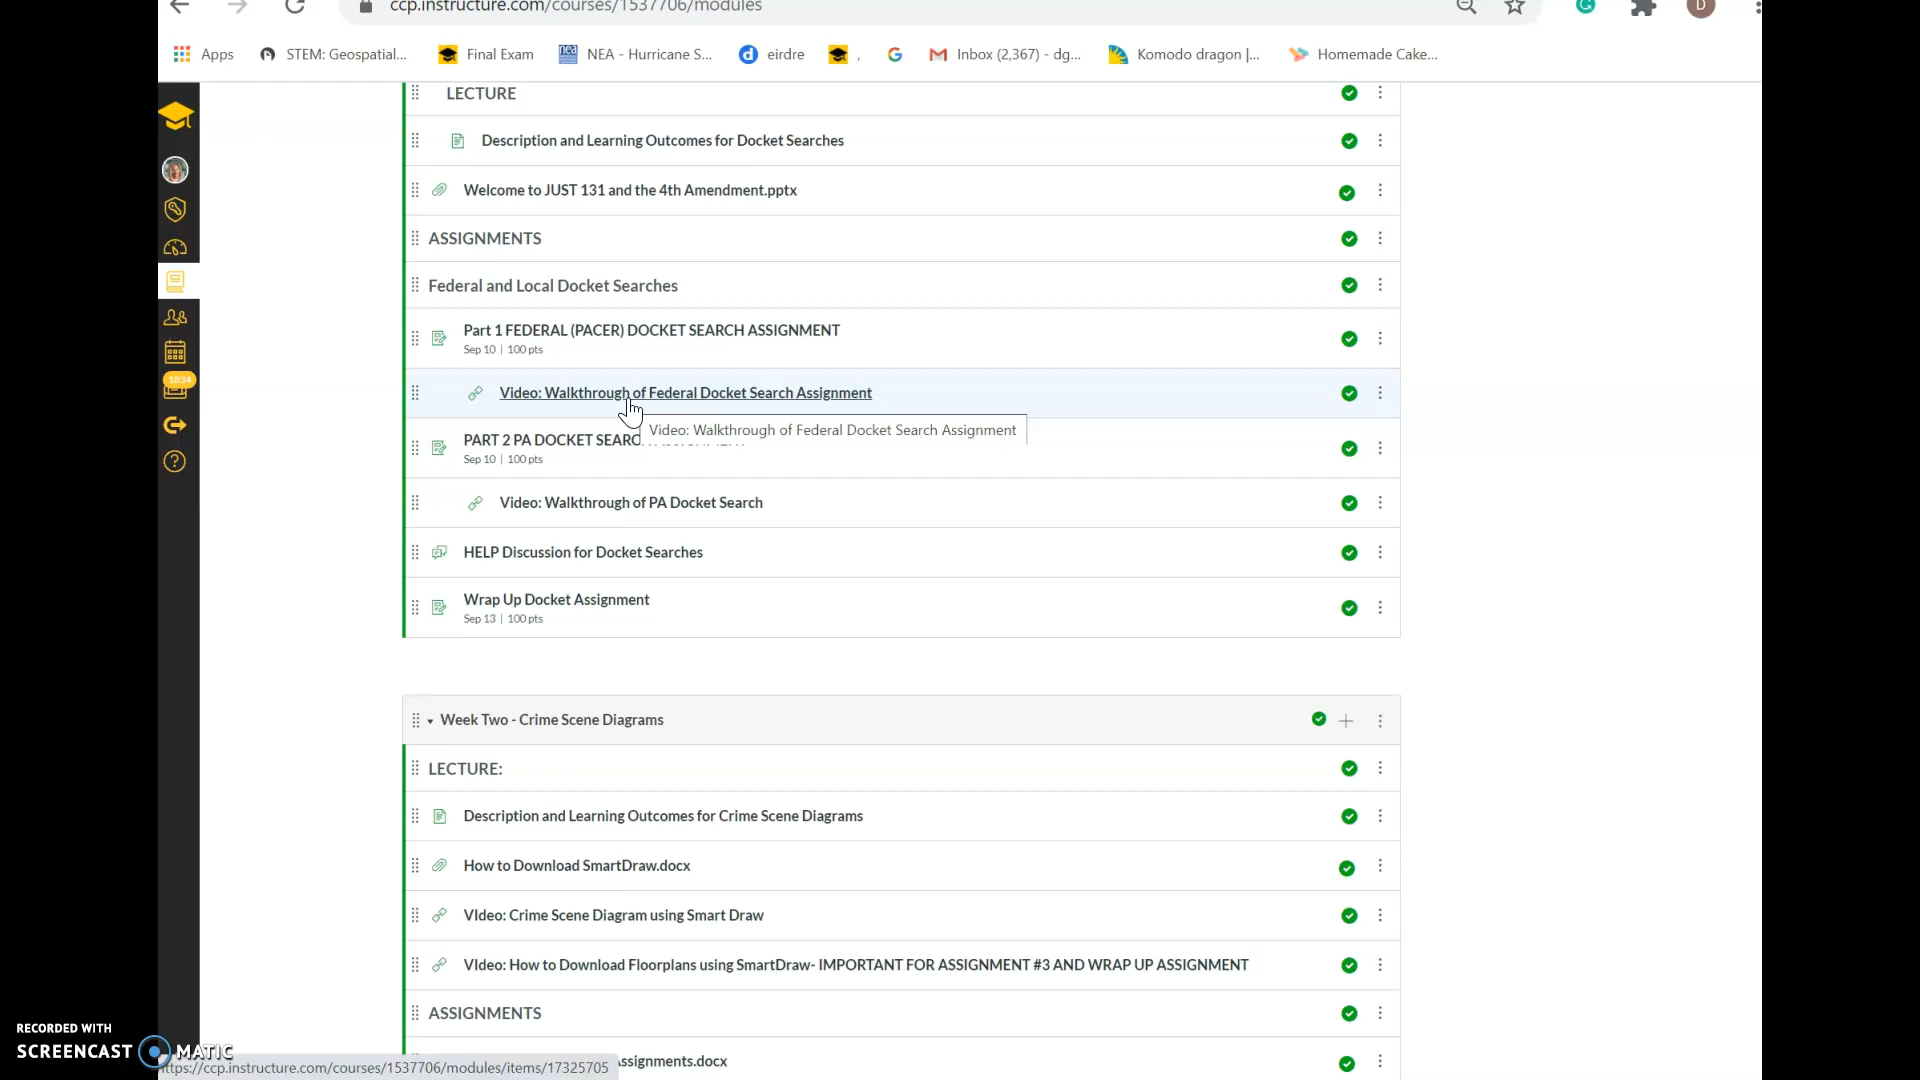 ccp.instructure.com/courses/1537706/modules
G
D
Apps
STEM: Geospatial...
Final Exam
nea
NEA - Hurricane S...
d eirdre
,
G
Inbox (2,367) - dg...
Komodo dragon |...
Homemade Cake...
LECTURE
Description and Learning Outcomes for Docket Searches
Welcome to JUST 131 and the 4th Amendment.pptx
ASSIGNMENTS
Federal and Local Docket Searches
Part 1 FEDERAL (PACER) DOCKET SEARCH ASSIGNMENT
Sep 10 | 100 pts
1834
Video: Walkthrough of Federal Docket Search Assignment
Video: Walkthrough of Federal Docket Search Assignment
PART 2 PA DOCKET SEARC
Sep 10 | 100 pts
Video: Walkthrough of PA Docket Search
HELP Discussion for Docket Searches
Wrap Up Docket Assignment
Sep 13 | 100 pts
Week Two - Crime Scene Diagrams
LECTURE:
Description and Learning Outcomes for Crime Scene Diagrams
How to Download SmartDraw.docx
VIdeo: Crime Scene Diagram using Smart Draw
VIdeo: How to Download Floorplans using SmartDraw- IMPORTANT FOR ASSIGNMENT #3 AND WRAP UP ASSIGNMENT
ASSIGNMENTS
ssignments.docx
RECORDED WITH
SCREENCAST MATIC
https://ccp.instructure.com/courses/1537706/modules/items/17325705